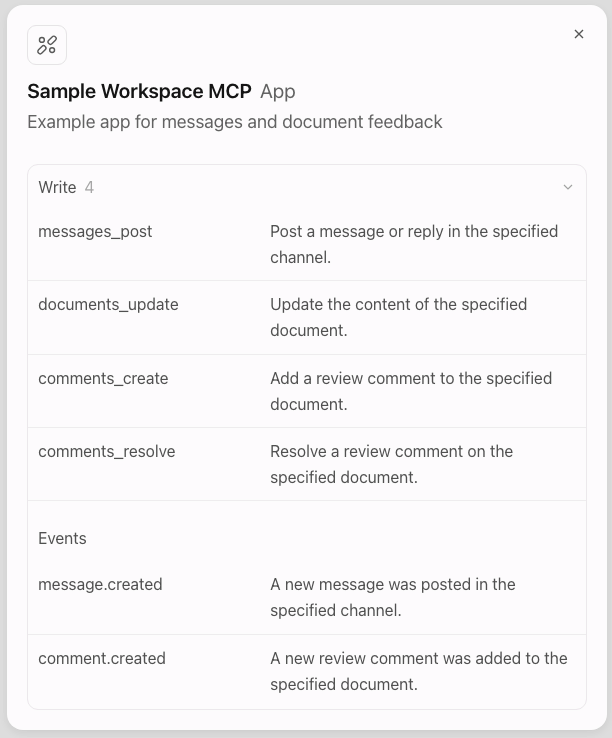 Sample Workspace MCP App
Example app for messages and document feedback
Write 4
messages_post
Post a message or reply in the specified
channel.
documents_update
Update the content of the specified
document.
comments_create
Add a review comment to the specified
document.
comments_resolve
Resolve a review comment on the
specified document.
Events
message.created
A new message was posted in the
specified channel.
comment.created
A new review comment was added to the
specified document.